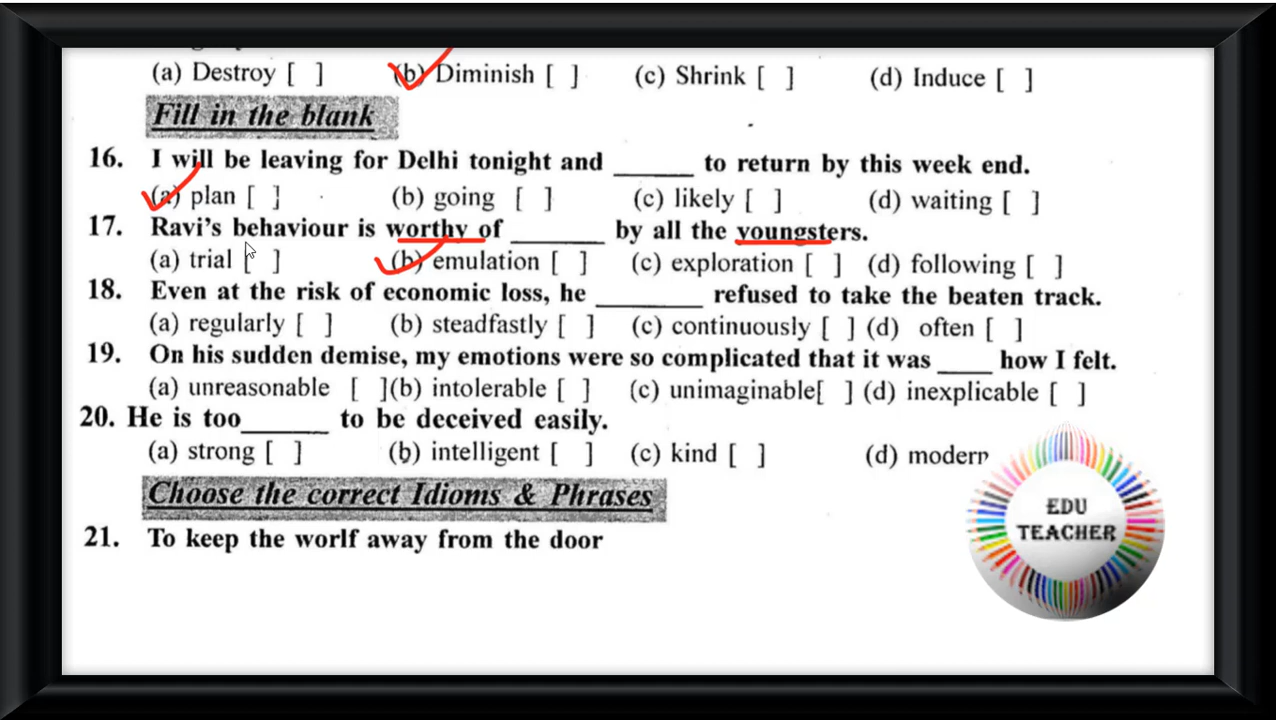 (a) Destroy [ ] (b) Diminish [ ] (c) Shrink [ ] (d) Induce [ ]
Fill in the blank
16. I will be leaving for Delhi tonight and ______ to return by this week end.
(a) plan [ ] (b) going [ ] (c) likely [ ] (d) waiting [ ]
17. Ravi's behaviour is worthy of _______ by all the youngsters.
(a) trial [ ] (b) emulation [ ] (c) exploration [ ] (d) following [ ]
18. Even at the risk of economic loss, he ________ refused to take the beaten track.
(a) regularly [ ] (b) steadfastly [ ] (c) continuously [ ] (d) often [ ]
19. On his sudden demise, my emotions were so complicated that it was ____ how I felt.
(a) unreasonable [ ](b) intolerable [ ] (c) unimaginable[ ] (d) inexplicable [ ]
20. He is too______ to be deceived easily.
(a) strong [ ] (b) intelligent [ ] (c) kind [ ] (d) modern
Choose the correct Idioms & Phrases
21. To keep the worlf away from the door
EDU
TEACHER